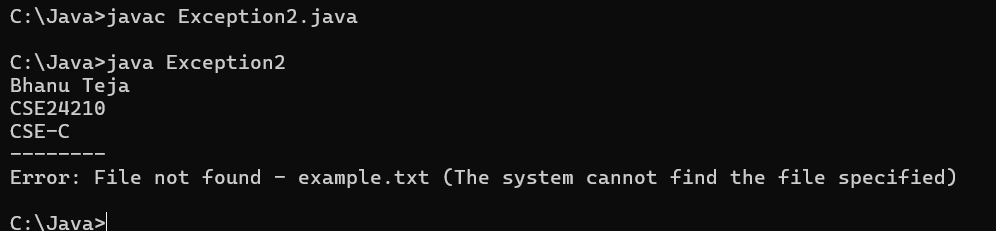 C:\Java>javac Exception2.java
C:\Java>java Exception2
Bhanu Teja
CSE24210
CSE-C
--------
Error: File not found - example.txt (The system cannot find the file specified)
C:\Java>